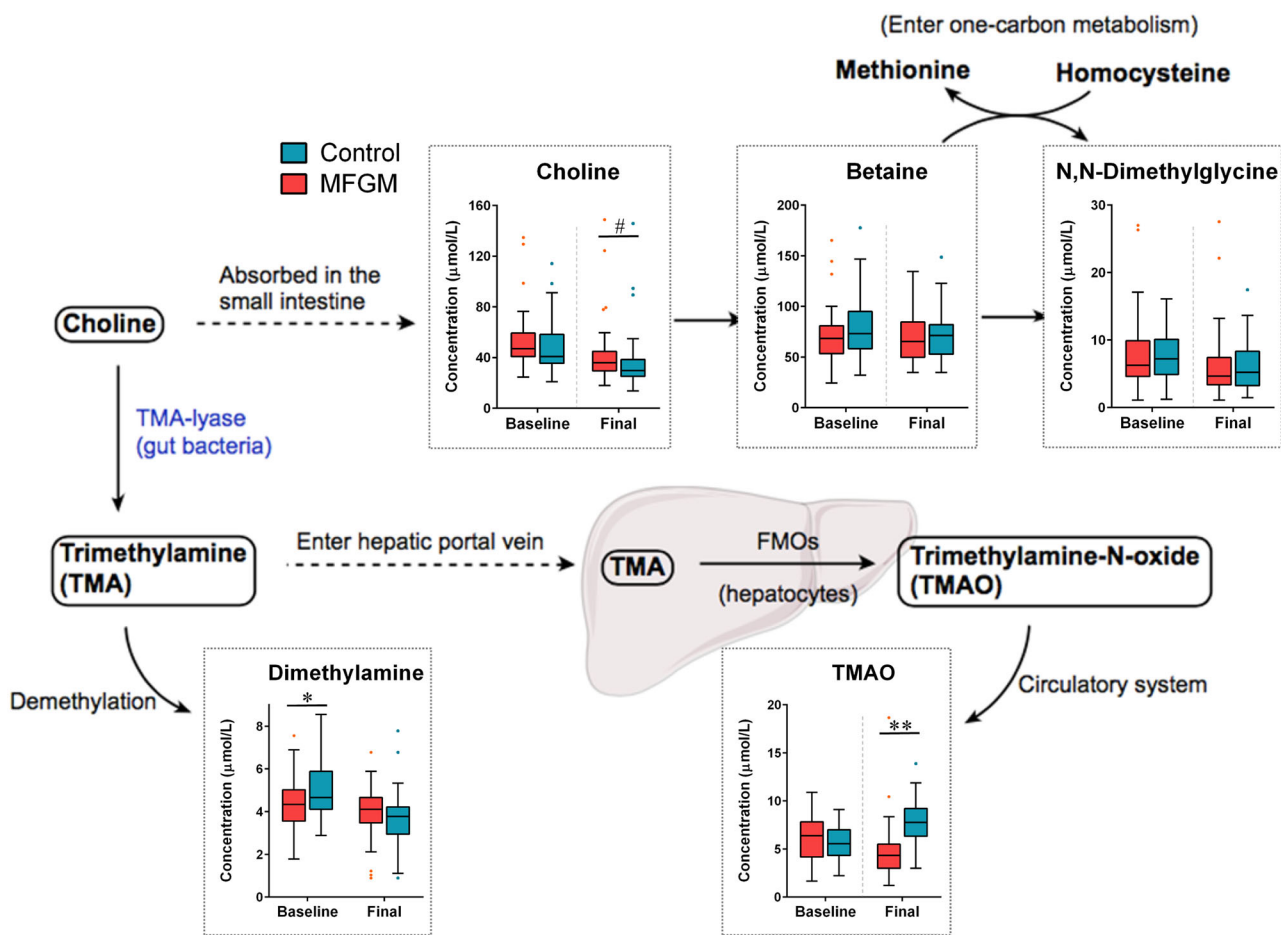 (Enter one-carbon metabolism)
Methionine
Homocysteine
Control
MFGM
Choline
Concentration (μmol/L)
160
120
80
40
0
#
Baseline
Final
Betaine
Concentration (μmol/L)
200
150
100
50
0
Baseline
Final
N,N-Dimethylglycine
Concentration (μmol/L)
30
20
10
0
Baseline
Final
Absorbed in the
small intestine
Choline
TMA-lyase
(gut bacteria)
Trimethylamine
(TMA)
Enter hepatic portal vein
TMA
FMOs
(hepatocytes)
Trimethylamine-N-oxide
(TMAO)
Demethylation
Dimethylamine
Concentration (μmol/L)
8
6
4
2
0
*
Baseline
Final
TMAO
Concentration (μmol/L)
20
15
10
5
0
**
Baseline
Final
Circulatory system